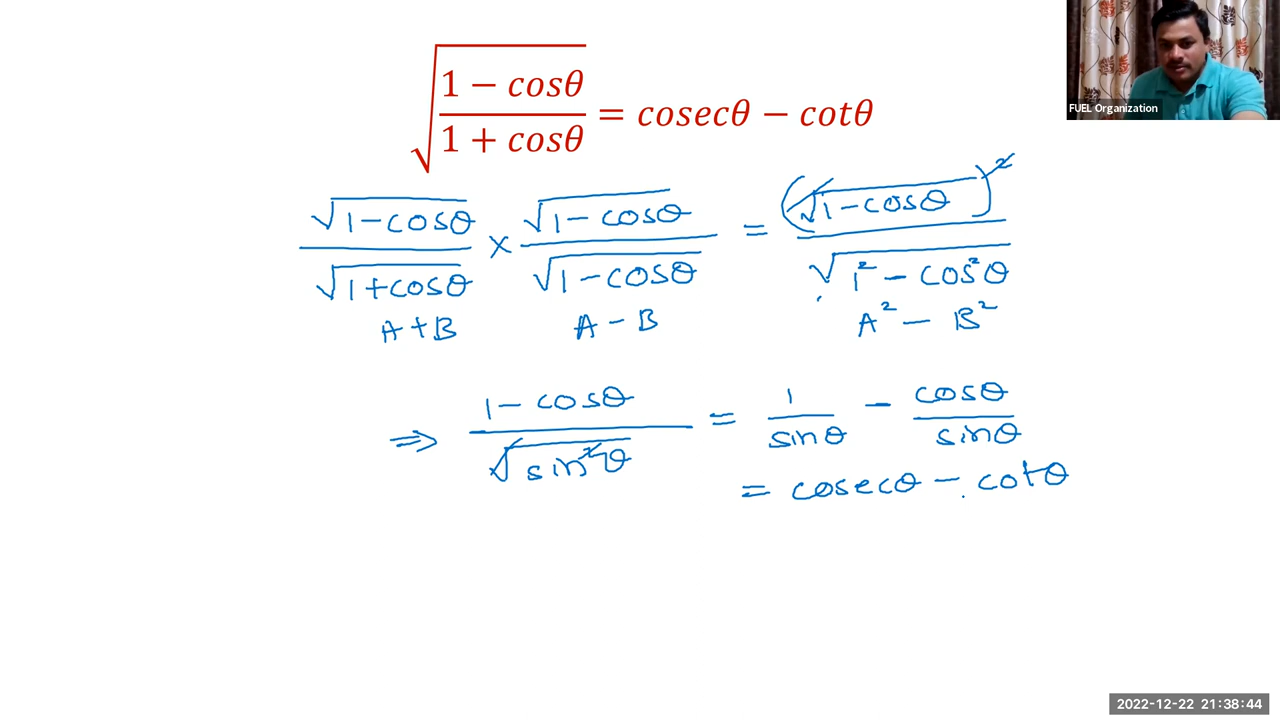 √((1 − cosθ)/(1 + cosθ)) = cosecθ − cotθ
FUEL Organization
√(1−cosθ)/√(1+cosθ) × √(1−cosθ)/√(1−cosθ) = (√(1−cosθ))²/√(1²−cos²θ)
A+B A−B A²−B²
⇒ (1−cosθ)/√(sin²θ) = 1/sinθ − cosθ/sinθ
= cosecθ − cotθ
2022-12-22 21:38:44